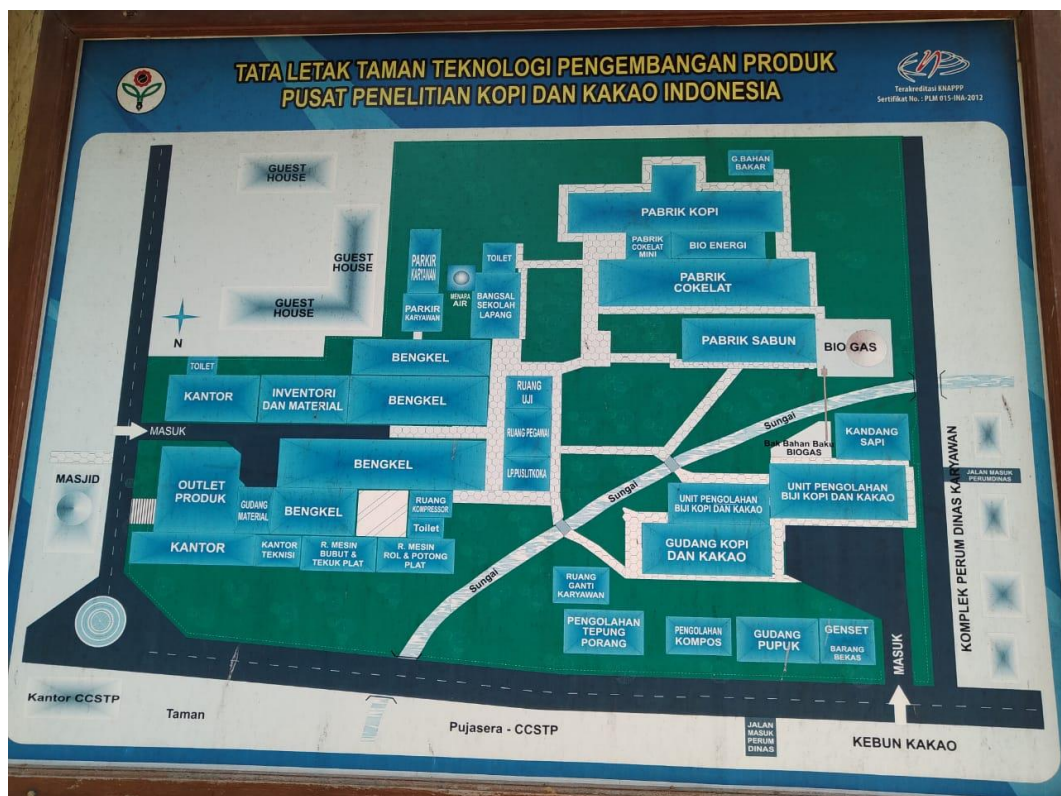 TATA LETAK TAMAN TEKNOLOGI PENGEMBANGAN PRODUK
PUSAT PENELITIAN KOPI DAN KAKAO INDONESIA
Terakreditasi KNAPPP
Sertifikat No. : PLM 015-INA-2012
GUEST
HOUSE
GUEST
HOUSE
GUEST
HOUSE
N
PARKIR
KARYAWAN
PARKIR
KARYAWAN
MENARA
AIR
TOILET
BANGSAL
SEKOLAH
LAPANG
G.BAHAN
BAKAR
PABRIK KOPI
PABRIK
COKELAT
MINI
BIO ENERGI
PABRIK
COKELAT
PABRIK SABUN
BIO GAS
TOILET
KANTOR
INVENTORI
DAN MATERIAL
BENGKEL
BENGKEL
MASUK
RUANG
UJI
RUANG PEGAWAI
LPPUSLITKOKA
Sungai
Bak Bahan Baku
BIOGAS
KANDANG
SAPI
MASJID
OUTLET
PRODUK
GUDANG
MATERIAL
BENGKEL
BENGKEL
RUANG
KOMPRESSOR
Toilet
KANTOR
KANTOR
TEKNISI
R. MESIN
BUBUT &
TEKUK PLAT
R. MESIN
ROL & POTONG
PLAT
Sungai
Sungai
UNIT PENGOLAHAN
BIJI KOPI DAN KAKAO
UNIT PENGOLAHAN
BIJI KOPI DAN KAKAO
GUDANG KOPI
DAN KAKAO
JALAN MASUK
PERUMDINAS
KOMPLEK PERUM DINAS KARYAWAN
RUANG
GANTI
KARYAWAN
PENGOLAHAN
TEPUNG
PORANG
PENGOLAHAN
KOMPOS
GUDANG
PUPUK
GENSET
BARANG
BEKAS
MASUK
Kantor CCSTP
Taman
Pujasera - CCSTP
JALAN
MASUK
PERUM
DINAS
KEBUN KAKAO